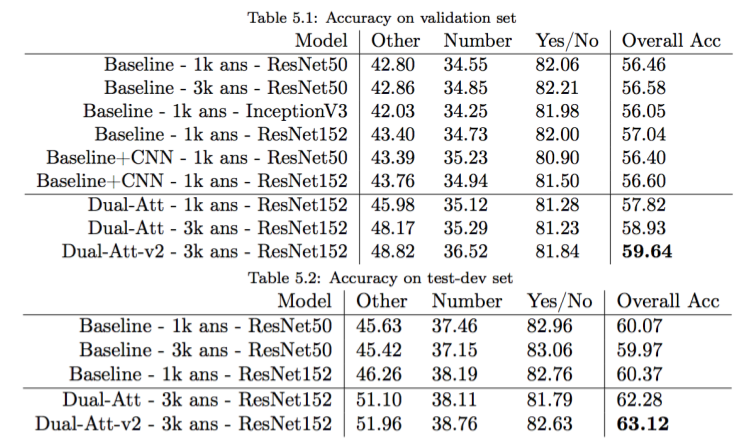 Table 5.1: Accuracy on validation set
Model Other Number Yes/No Overall Acc
Baseline - 1k ans - ResNet50 42.80 34.55 82.06 56.46
Baseline - 3k ans - ResNet50 42.86 34.85 82.21 56.58
Baseline - 1k ans - InceptionV3 42.03 34.25 81.98 56.05
Baseline - 1k ans - ResNet152 43.40 34.73 82.00 57.04
Baseline+CNN - 1k ans - ResNet50 43.39 35.23 80.90 56.40
Baseline+CNN - 1k ans - ResNet152 43.76 34.94 81.50 56.60
Dual-Att - 1k ans - ResNet152 45.98 35.12 81.28 57.82
Dual-Att - 3k ans - ResNet152 48.17 35.29 81.23 58.93
Dual-Att-v2 - 3k ans - ResNet152 48.82 36.52 81.84 59.64
Table 5.2: Accuracy on test-dev set
Model Other Number Yes/No Overall Acc
Baseline - 1k ans - ResNet50 45.63 37.46 82.96 60.07
Baseline - 3k ans - ResNet50 45.42 37.15 83.06 59.97
Baseline - 1k ans - ResNet152 46.26 38.19 82.76 60.37
Dual-Att - 3k ans - ResNet152 51.10 38.11 81.79 62.28
Dual-Att-v2 - 3k ans - ResNet152 51.96 38.76 82.63 63.12